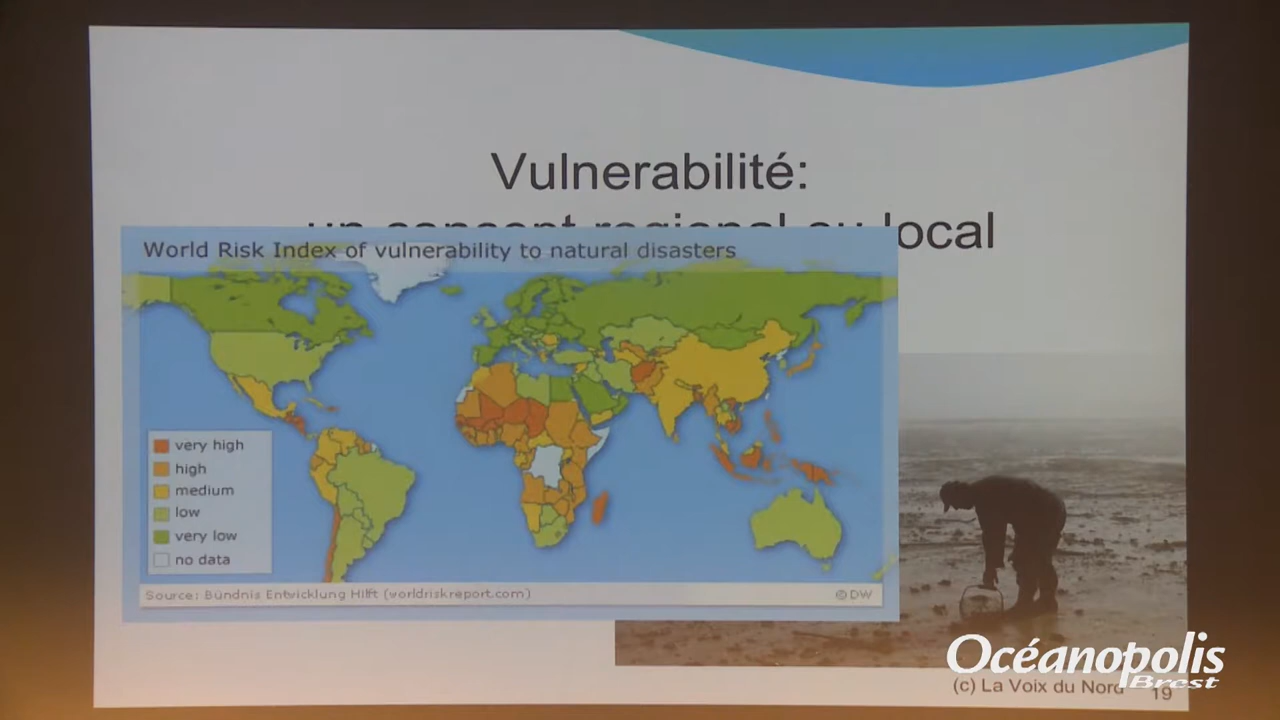 Vulnerabilité:
un concept regional ou local
World Risk Index of vulnerability to natural disasters
very high
high
medium
low
very low
no data
Source: Bündnis Entwicklung Hilft (worldriskreport.com)
©DW
Océanopolis
Brest
(c) La Voix du Nord
19